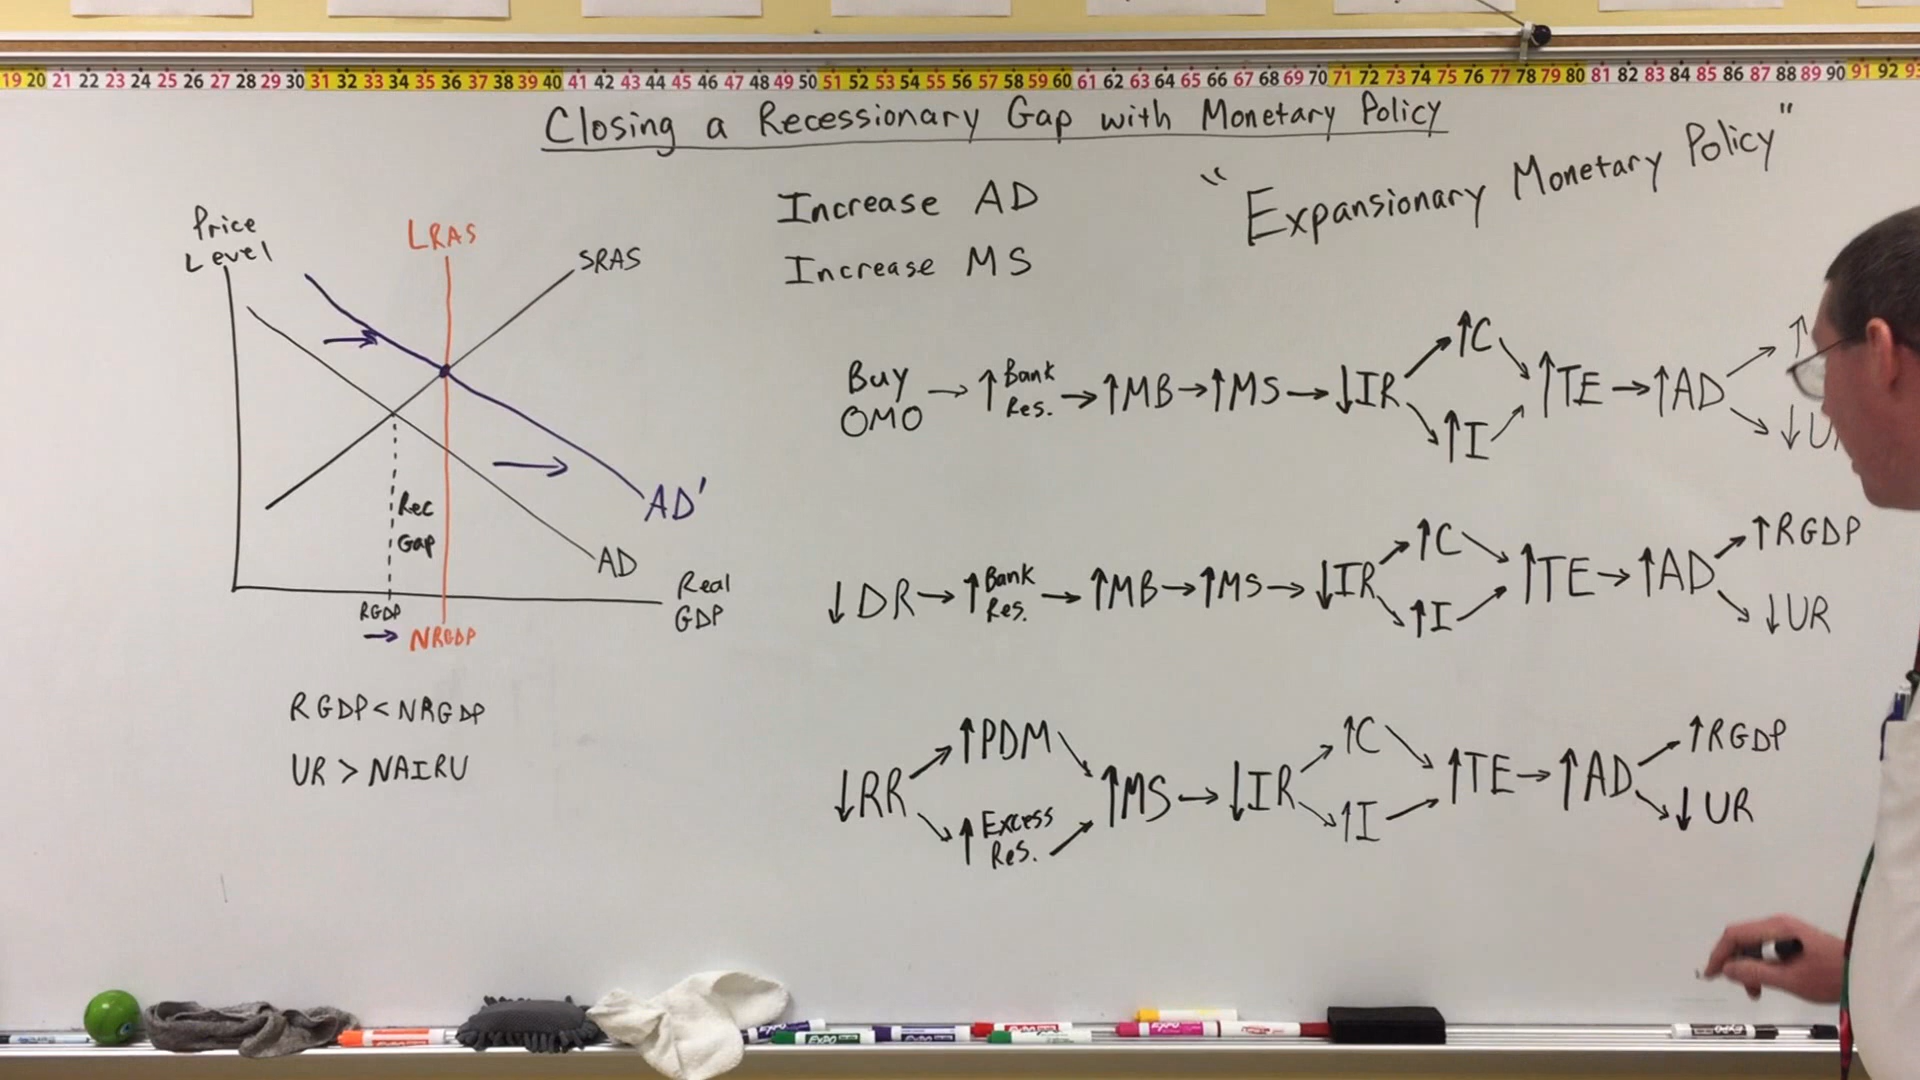 19 20 21 22 23 24 25 26 27 28 29 30 31 32 33 34 35 36 37 38 39 40 41 42 43 44 45 46 47 48 49 50 51 52 53 54 55 56 57 58 59 60 61 62 63 64 65 66 67 68 69 70 71 72 73 74 75 76 77 78 79 80 81 82 83 84 85 86 87 88 89 90 91 92
Closing a Recessionary Gap with Monetary Policy
"Expansionary Monetary Policy"
Increase AD
Increase MS
Price
Level
LRAS
SRAS
AD'
AD
Rec
Gap
Real
GDP
RGDP
→ NRGDP
RGDP < NRGDP
UR > NAIRU
Buy OMO → ↑ Bank Res. → ↑MB → ↑MS → ↓IR ↑C ↑I ↑TE → ↑AD ↑ ↓
↓DR → ↑ Bank Res. → ↑MB → ↑MS → ↓IR ↑C ↑I ↑TE → ↑AD ↑RGDP ↓UR
↓RR ↑PDM ↑ Excess Res. ↑MS → ↓IR ↑C ↑I ↑TE → ↑AD ↑RGDP ↓UR
EXPO
EXPO